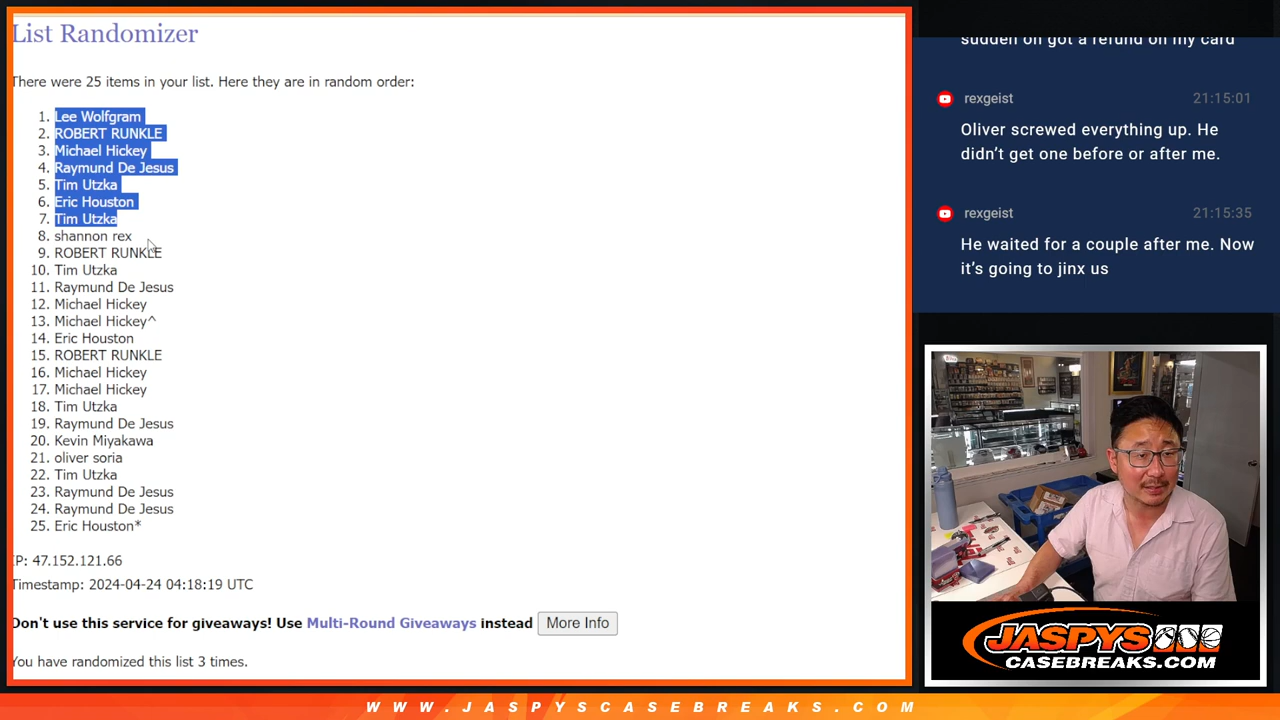 List Randomizer
There were 25 items in your list. Here they are in random order:
1. Lee Wolfgram
2. ROBERT RUNKLE
3. Michael Hickey
4. Raymund De Jesus
5. Tim Utzka
6. Eric Houston
7. Tim Utzka
8. shannon rex
9. ROBERT RUNKLE
10. Tim Utzka
11. Raymund De Jesus
12. Michael Hickey
13. Michael Hickey^
14. Eric Houston
15. ROBERT RUNKLE
16. Michael Hickey
17. Michael Hickey
18. Tim Utzka
19. Raymund De Jesus
20. Kevin Miyakawa
21. oliver soria
22. Tim Utzka
23. Raymund De Jesus
24. Raymund De Jesus
25. Eric Houston*
IP: 47.152.121.66
Timestamp: 2024-04-24 04:18:19 UTC
Don't use this service for giveaways! Use Multi-Round Giveaways instead More Info
You have randomized this list 3 times.
sudden on got a refund on my card
rexgeist 21:15:01
Oliver screwed everything up. He
didn't get one before or after me.
rexgeist 21:15:35
He waited for a couple after me. Now
it's going to jinx us
JASPYS
CASEBREAKS.COM
WWW.JASPYSCASEBREAKS.COM